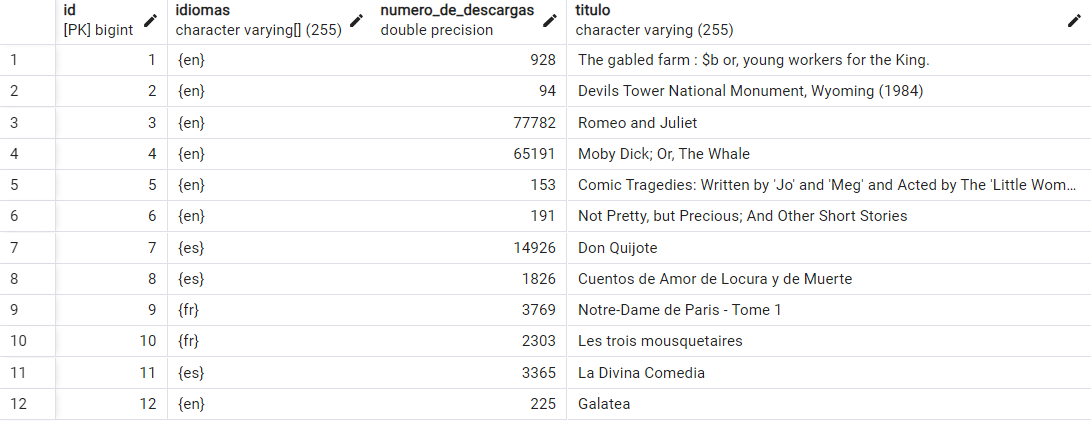 id idiomas numero_de_descargas titulo
[PK] bigint character varying[] (255) double precision character varying (255)
1 1 {en} 928 The gabled farm : $b or, young workers for the King.
2 2 {en} 94 Devils Tower National Monument, Wyoming (1984)
3 3 {en} 77782 Romeo and Juliet
4 4 {en} 65191 Moby Dick; Or, The Whale
5 5 {en} 153 Comic Tragedies: Written by 'Jo' and 'Meg' and Acted by The 'Little Wom...
6 6 {en} 191 Not Pretty, but Precious; And Other Short Stories
7 7 {es} 14926 Don Quijote
8 8 {es} 1826 Cuentos de Amor de Locura y de Muerte
9 9 {fr} 3769 Notre-Dame de Paris - Tome 1
10 10 {fr} 2303 Les trois mousquetaires
11 11 {es} 3365 La Divina Comedia
12 12 {en} 225 Galatea